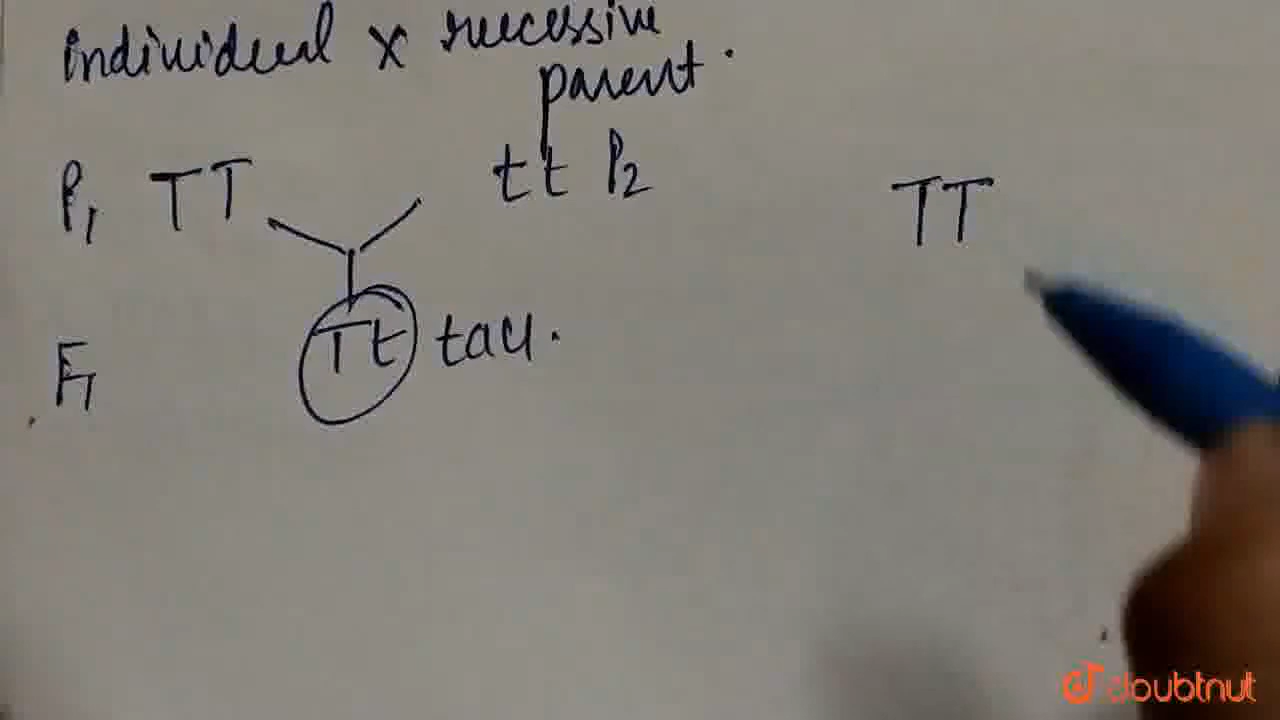 individual x recessive
parent.
P1 TT tt P2
TT
F1 Tt tall.
doubtnut